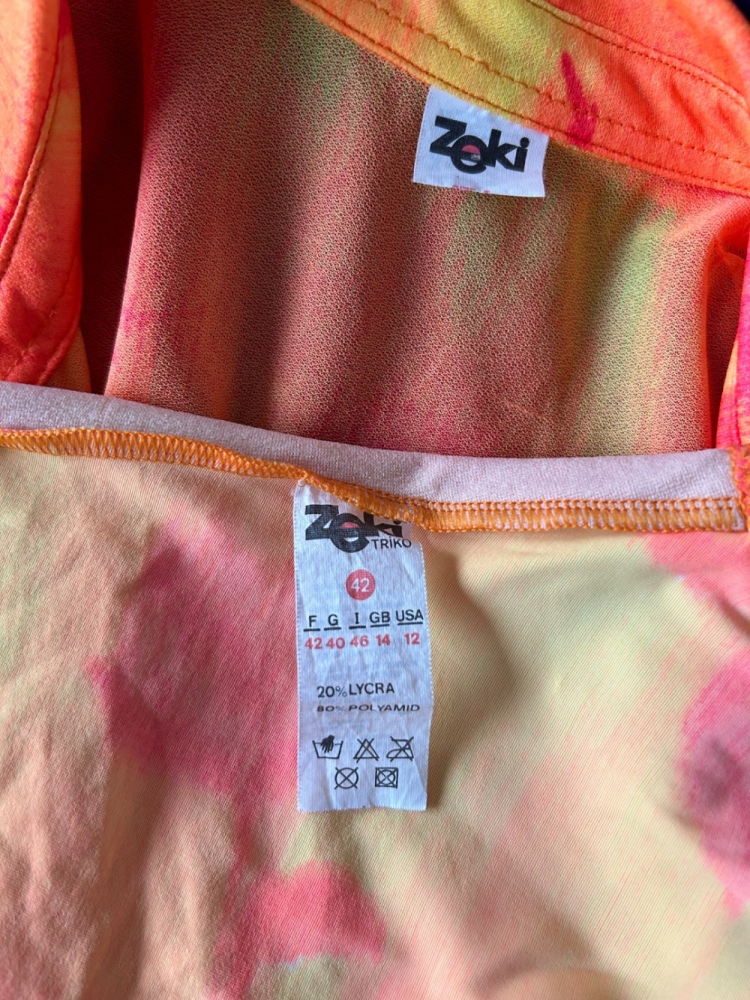 Zeki
Zeki
TRIKO
42
F G I GB USA
42 40 46 14 12
20% LYCRA
80% POLYAMID